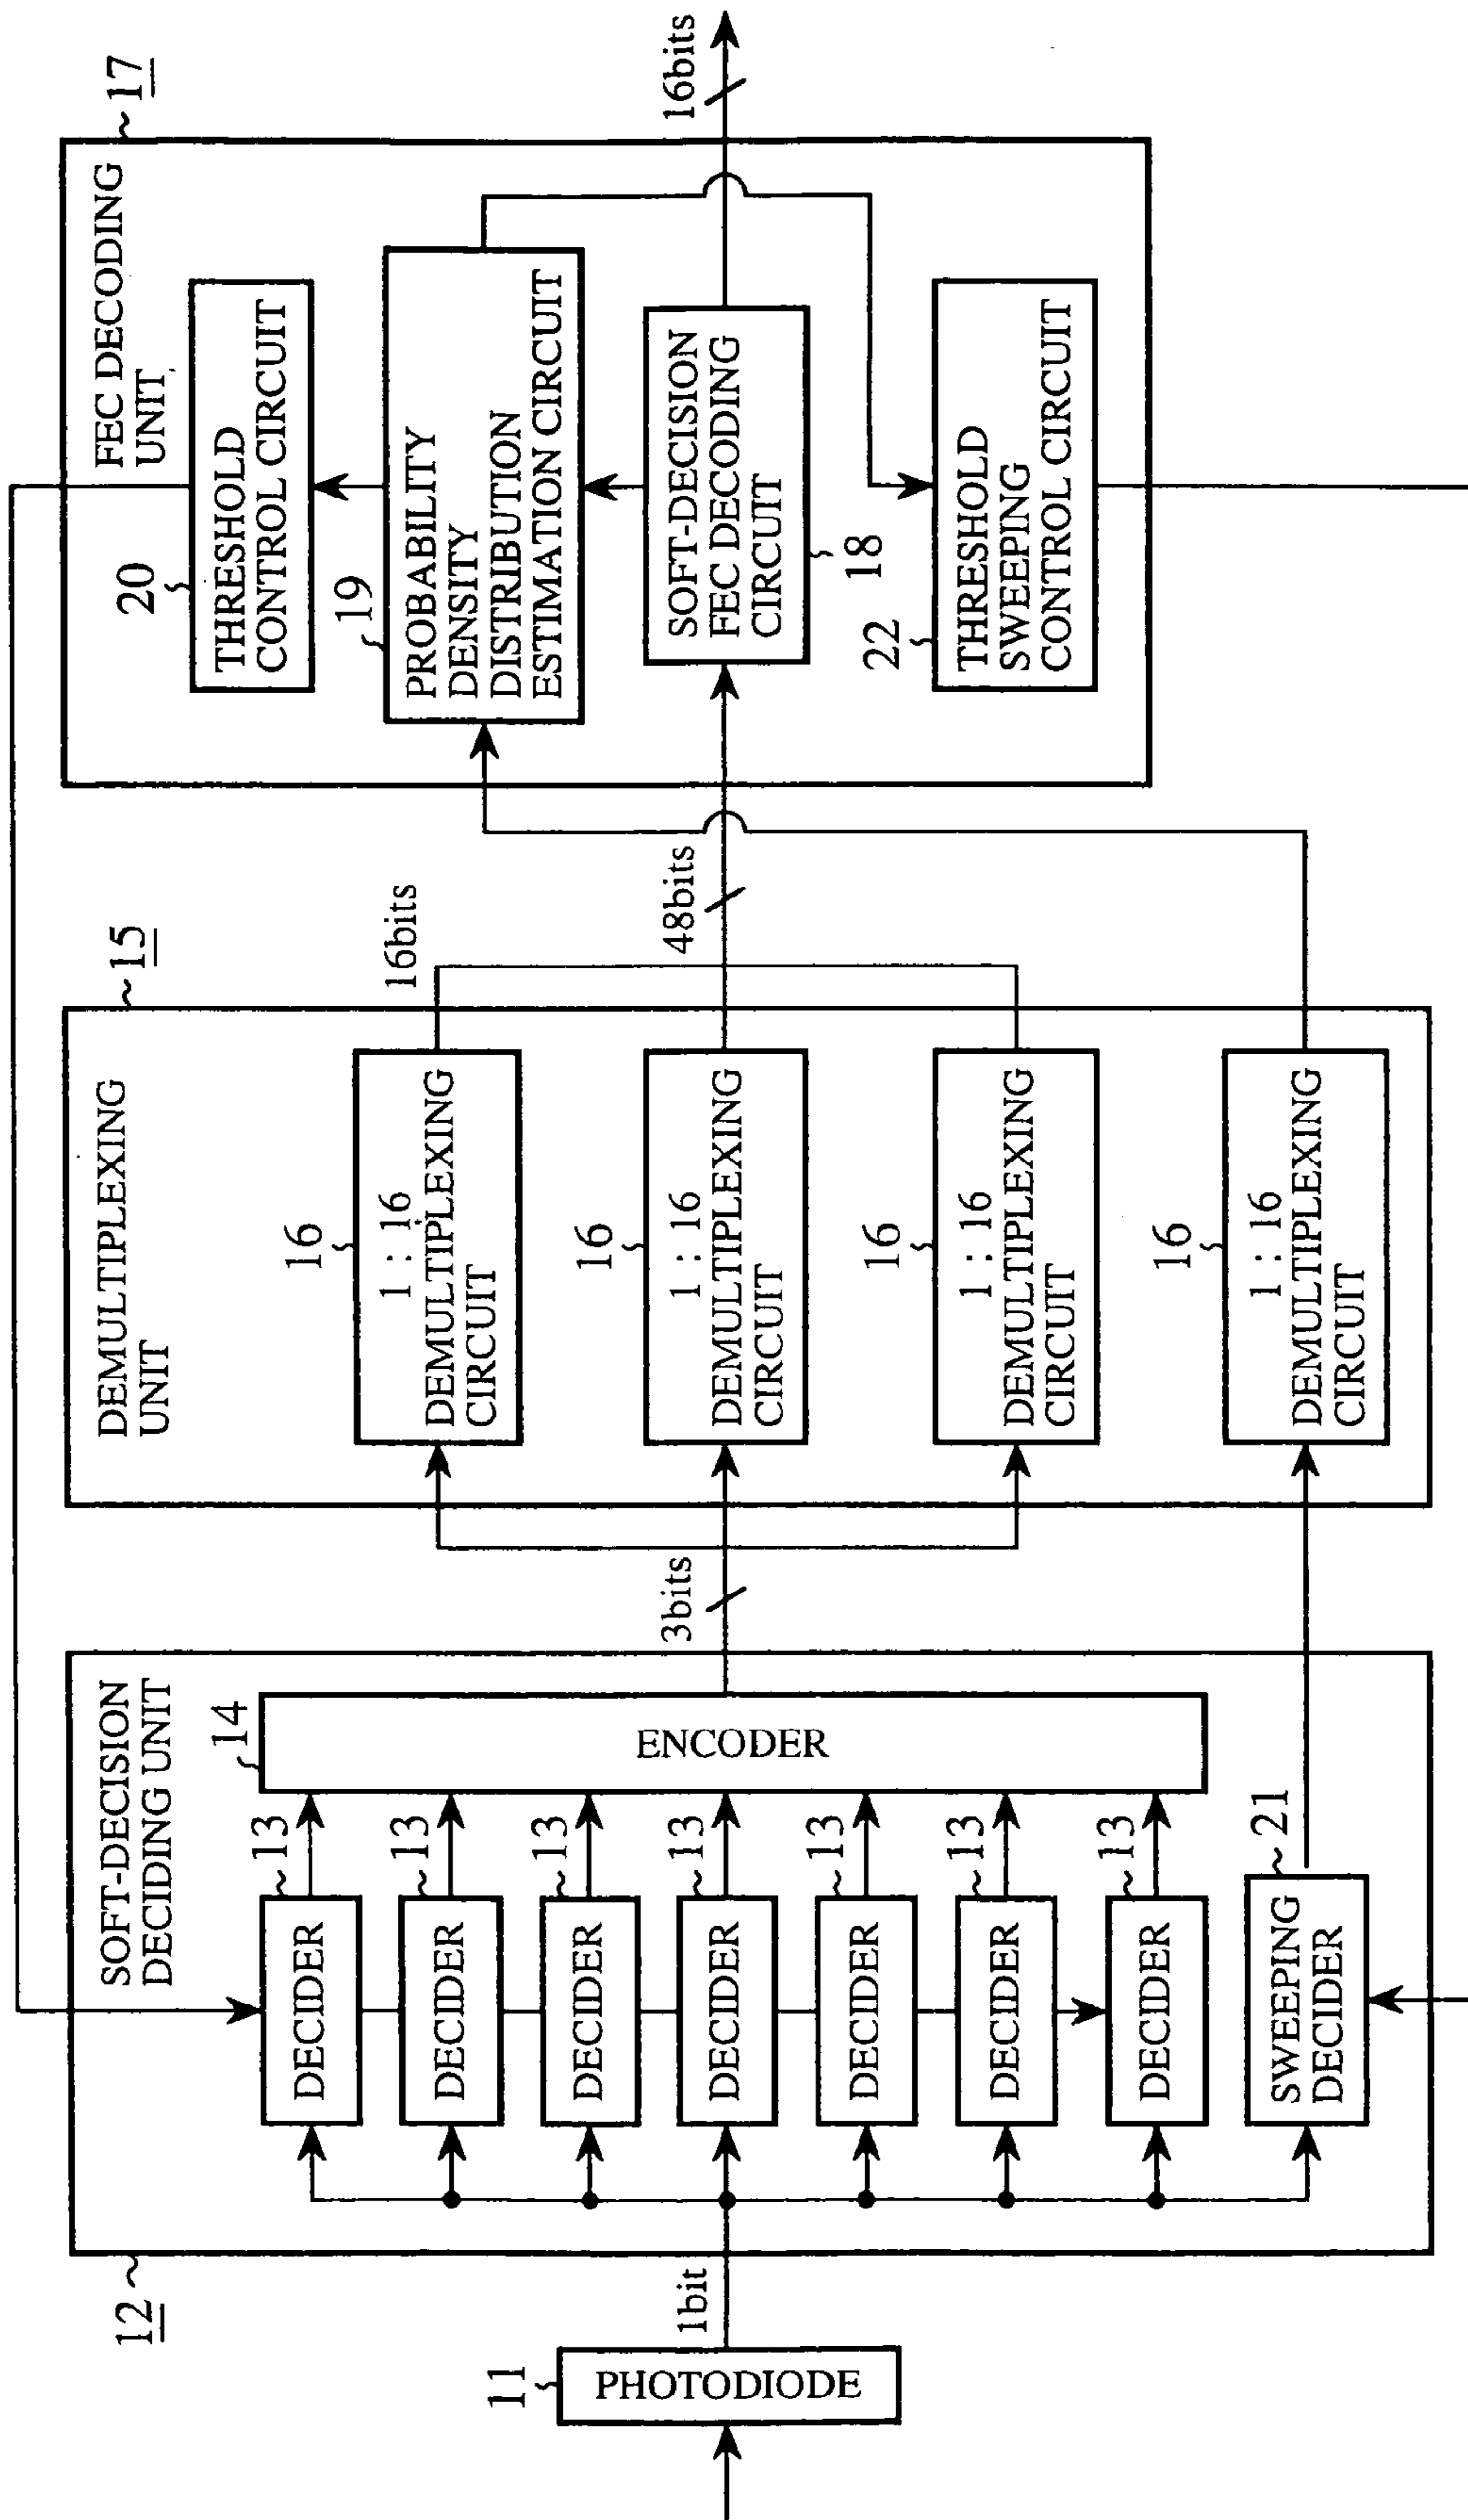 11
PHOTODIODE
1bit
12
SOFT-DECISION
DECIDING UNIT
DECIDER
13
DECIDER
13
DECIDER
13
DECIDER
13
DECIDER
13
DECIDER
13
DECIDER
13
SWEEPING
DECIDER
21
14
ENCODER
3bits
DEMULTIPLEXING
UNIT
15
16
1 : 16
DEMULTIPLEXING
CIRCUIT
16
1 : 16
DEMULTIPLEXING
CIRCUIT
16
1 : 16
DEMULTIPLEXING
CIRCUIT
16
1 : 16
DEMULTIPLEXING
CIRCUIT
16bits
48bits
FEC DECODING
UNIT
17
20
THRESHOLD
CONTROL CIRCUIT
19
PROBABILITY
DENSITY
DISTRIBUTION
ESTIMATION CIRCUIT
SOFT-DECISION
FEC DECODING
CIRCUIT
18
22
THRESHOLD
SWEEPING
CONTROL CIRCUIT
16bits